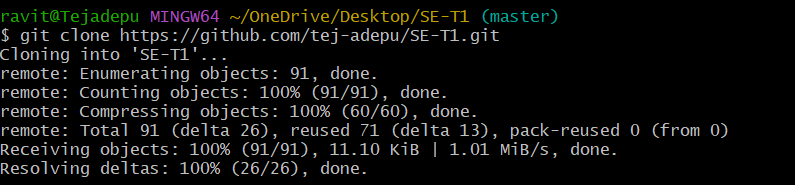 ravit@Tejadepu MINGW64 ~/OneDrive/Desktop/SE-T1 (master)
$ git clone https://github.com/tej-adepu/SE-T1.git
Cloning into 'SE-T1'...
remote: Enumerating objects: 91, done.
remote: Counting objects: 100% (91/91), done.
remote: Compressing objects: 100% (60/60), done.
remote: Total 91 (delta 26), reused 71 (delta 13), pack-reused 0 (from 0)
Receiving objects: 100% (91/91), 11.10 KiB | 1.01 MiB/s, done.
Resolving deltas: 100% (26/26), done.